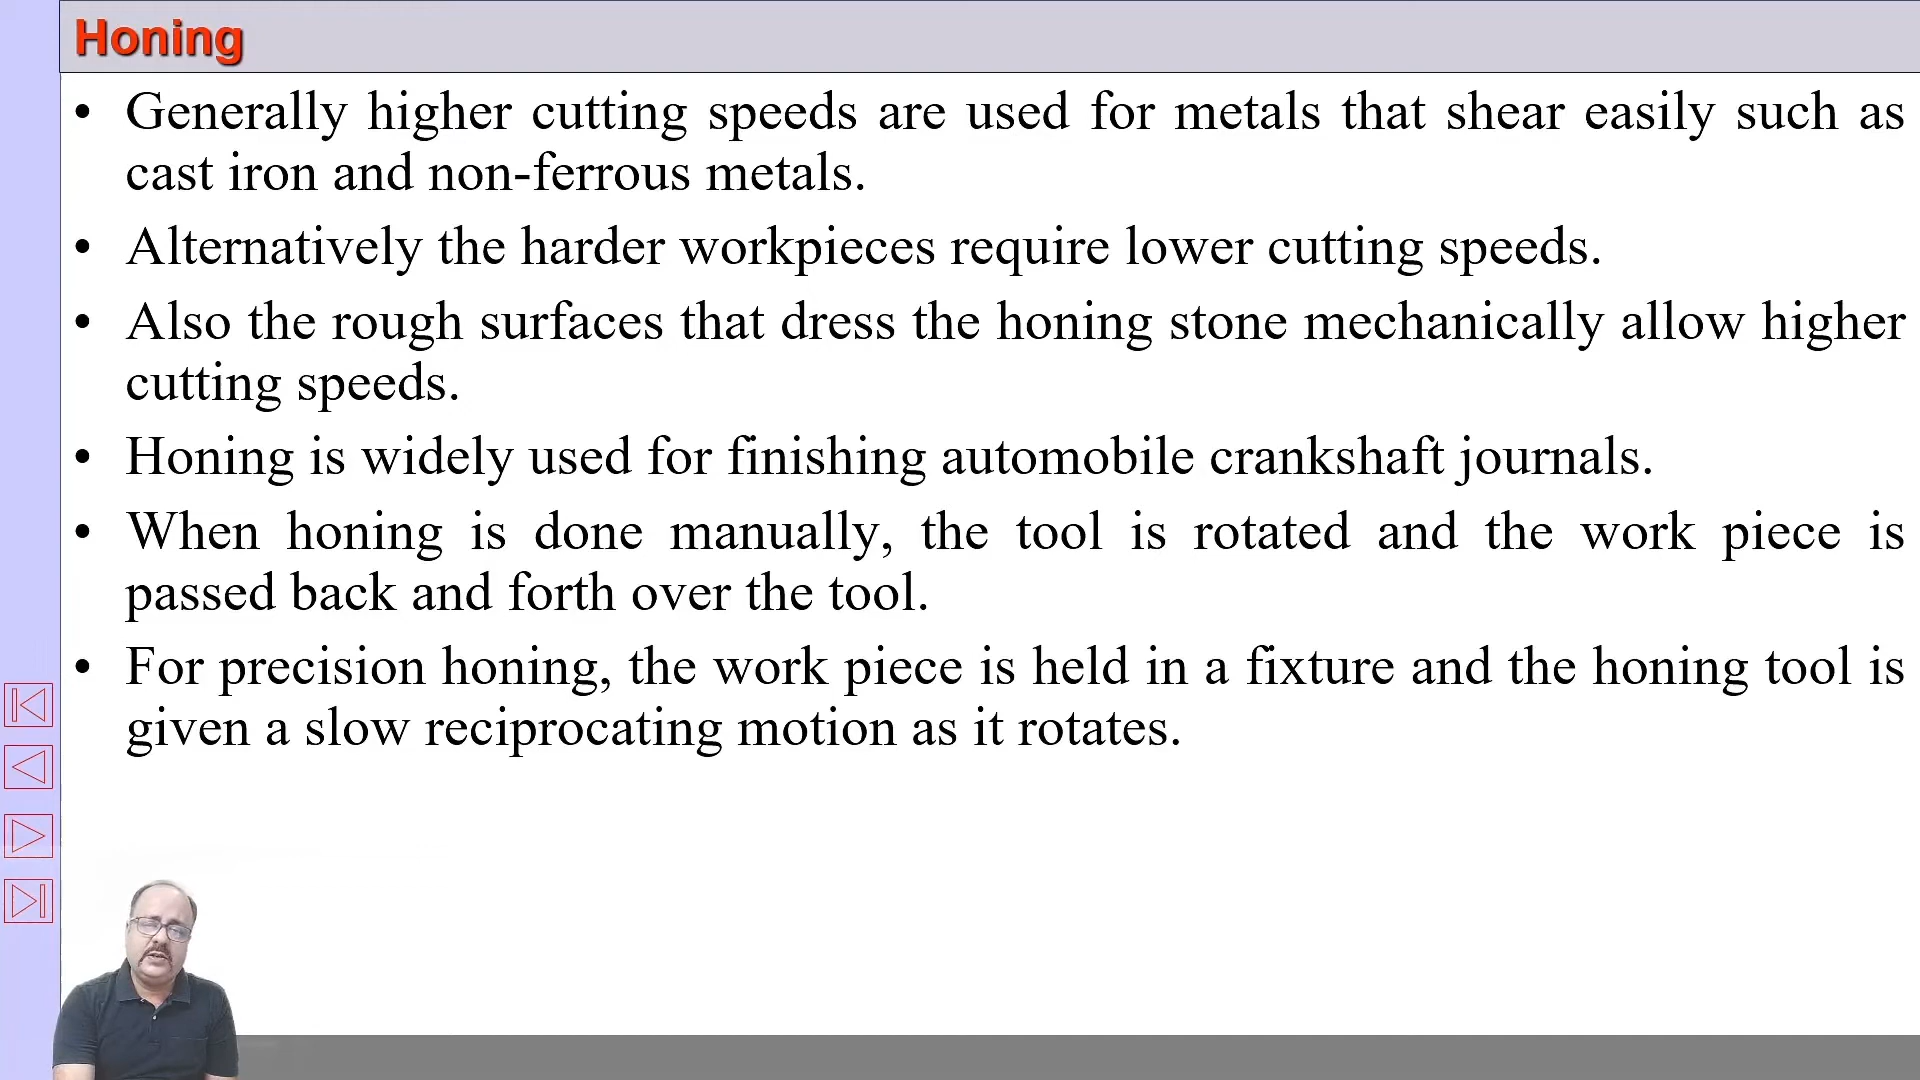 Honing
• Generally higher cutting speeds are used for metals that shear easily such as
cast iron and non-ferrous metals.
• Alternatively the harder workpieces require lower cutting speeds.
• Also the rough surfaces that dress the honing stone mechanically allow higher
cutting speeds.
• Honing is widely used for finishing automobile crankshaft journals.
• When honing is done manually, the tool is rotated and the work piece is
passed back and forth over the tool.
• For precision honing, the work piece is held in a fixture and the honing tool is
given a slow reciprocating motion as it rotates.